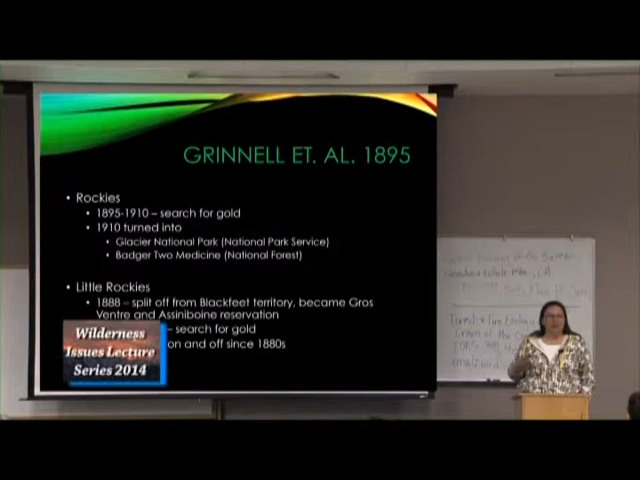 GRINNELL ET. AL. 1895
• Rockies
• 1895-1910 – search for gold
• 1910 turned into
• Glacier National Park (National Park Service)
• Badger Two Medicine (National Forest)
• Little Rockies
• 1888 – split off from Blackfeet territory, became Gros
Ventre and Assiniboine reservation
– search for gold
on and off since 1880s
Wilderness
Issues Lecture
Series 2014